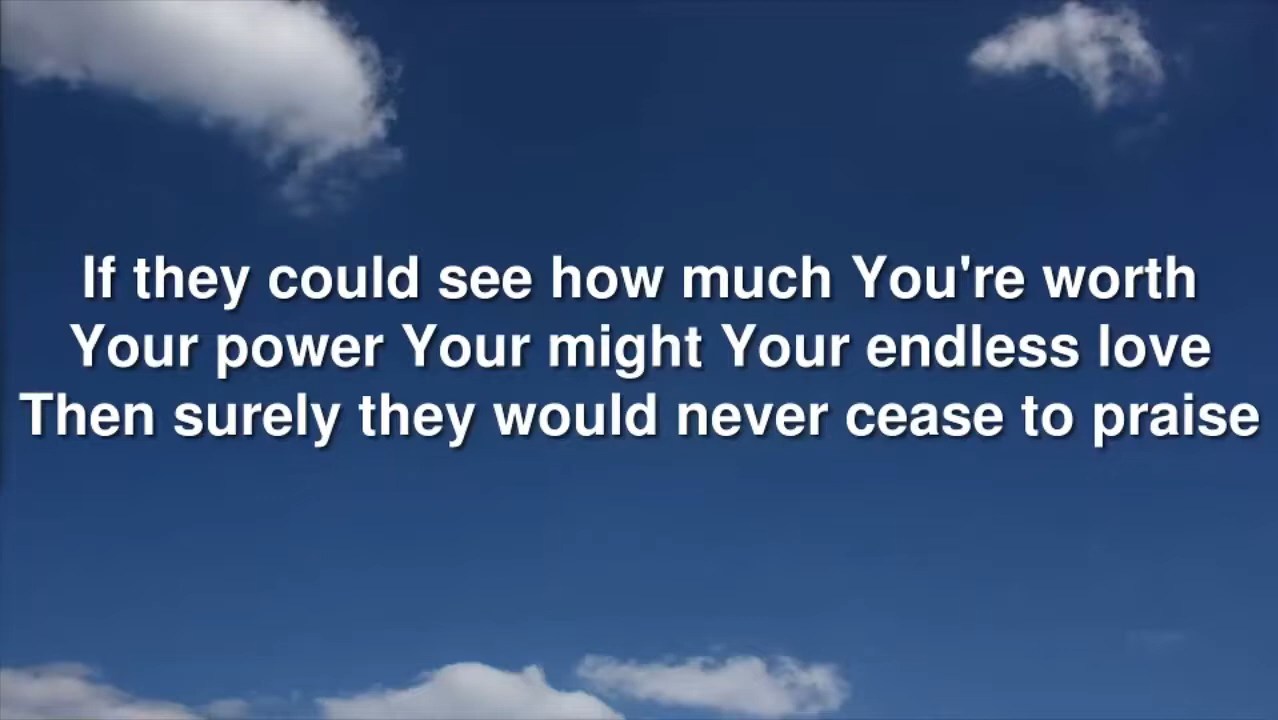 If they could see how much You're worth
Your power Your might Your endless love
Then surely they would never cease to praise